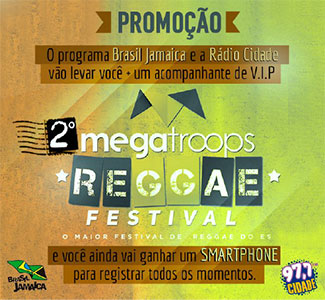 PROMOÇÃO
O programa Brasil Jamaica e a Rádio Cidade
vão levar você + um acompanhante de V.I.P
2º megatroops
REGGAE
FESTIVAL
O MAIOR FESTIVAL DE REGGAE DO ES
e você ainda vai ganhar um SMARTPHONE
para registrar todos os momentos.
BRASIL
JAMAICA
97.7
CIDADE